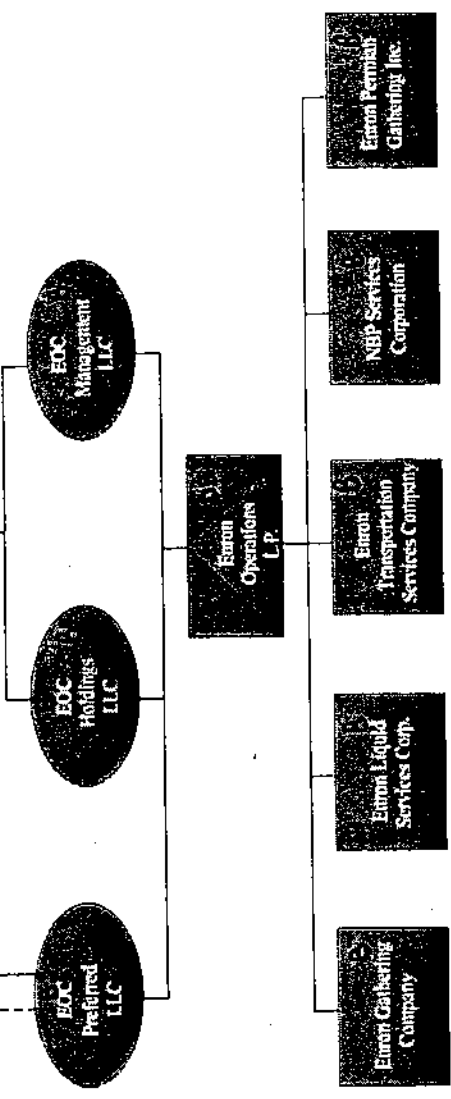 EOC
Preferred
LLC
EOC
Holdings
LLC
EOC
Management
LLC
Enron
Operations
L.P.
Enron Gathering
Company
Enron Liquid
Services Corp.
Enron
Transportation
Services Company
NBP Services
Corporation
Enron Permian
Gathering Inc.